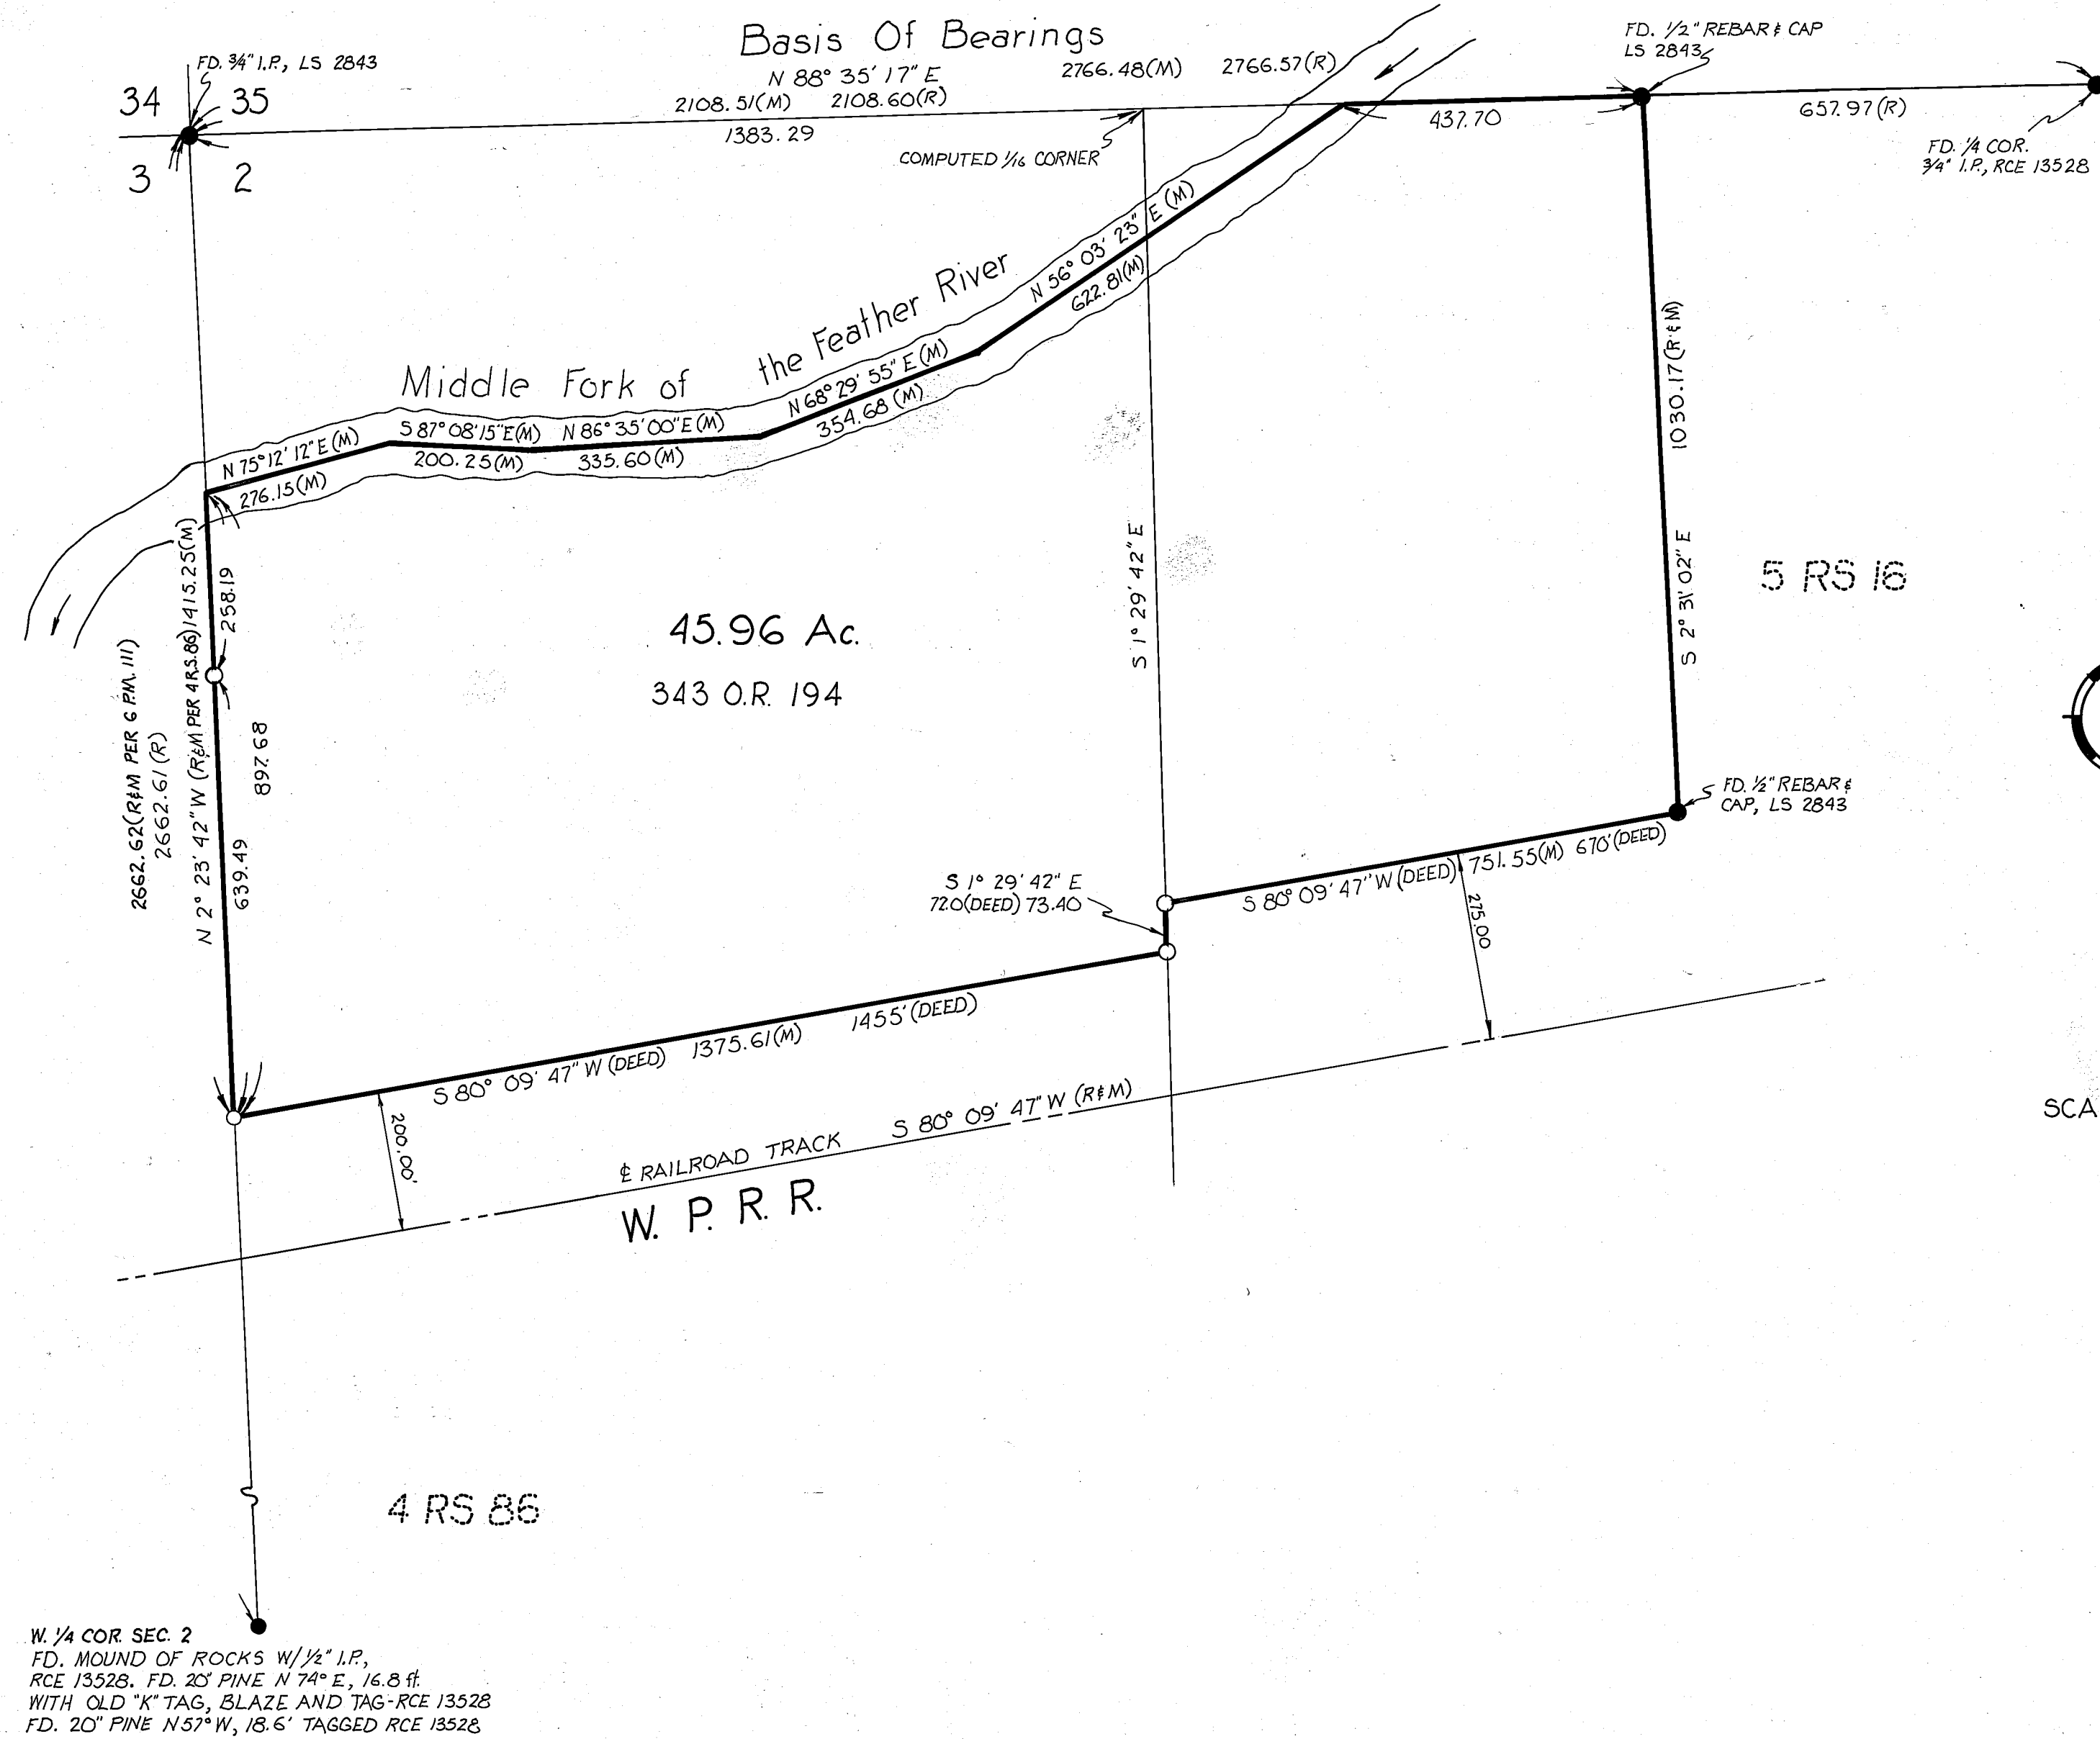 Basis Of Bearings
N 88° 35' 17" E
2766.48(M) 2766.57(R)
2108.51(M) 2108.60(R)
1383.29
FD. 3/4" I.P., LS 2843
34 35
3 2
COMPUTED 1/16 CORNER
FD. 1/2" REBAR & CAP
LS 2843
437.70
657.97(R)
FD. 1/4 COR.
3/4" I.P., RCE 13528
Middle Fork of the Feather River
N 75° 12' 12" E (M)
276.15(M)
S 87° 08' 15" E(M)
200.25(M)
N 86° 35' 00" E(M)
335.60(M)
N 68° 29' 55" E (M)
354.68(M)
N 56° 03' 23" E (M)
622.81(M)
1030.17(R&M)
S 2° 31' 02" E
S 1° 29' 42" E
5 RS 16
45.96 Ac.
343 O.R. 194
2662.62(R&M PER 6 P.M. 111)
2662.61(R)
N 2° 23' 42" W (R&M PER 4 R.S. 86) 1415.25(M)
258.19
897.68
639.49
FD. 1/2" REBAR &
CAP, LS 2843
S 1° 29' 42" E
72.0(DEED) 73.40
S 80° 09' 47" W (DEED) 751.55(M) 670'(DEED)
275.00
S 80° 09' 47" W (DEED) 1375.61(M) 1455'(DEED)
200.00'
℄ RAILROAD TRACK S 80° 09' 47" W (R&M)
W. P. R. R.
SCA
4 RS 86
W. 1/4 COR. SEC. 2
FD. MOUND OF ROCKS W/ 1/2" I.P.,
RCE 13528. FD. 20" PINE N 74° E, 16.8 ft.
WITH OLD "K" TAG, BLAZE AND TAG-RCE 13528
FD. 20" PINE N 57° W, 18.6' TAGGED RCE 13528